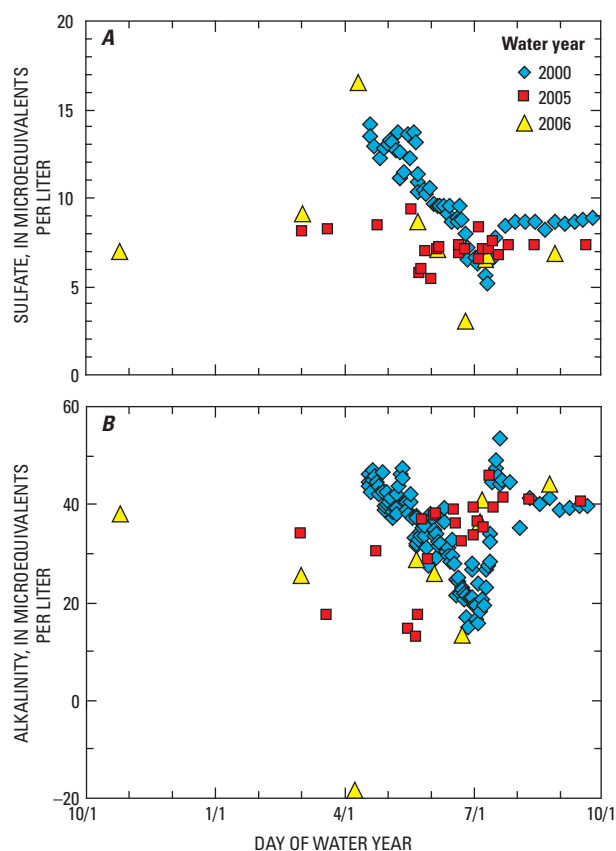 20
15
10
5
0
SULFATE, IN MICROEQUIVALENTS
PER LITER
A
Water year
2000
2005
2006
60
40
20
0
–20
ALKALINITY, IN MICROEQUIVALENTS
PER LITER
B
10/1
1/1
4/1
7/1
10/1
DAY OF WATER YEAR